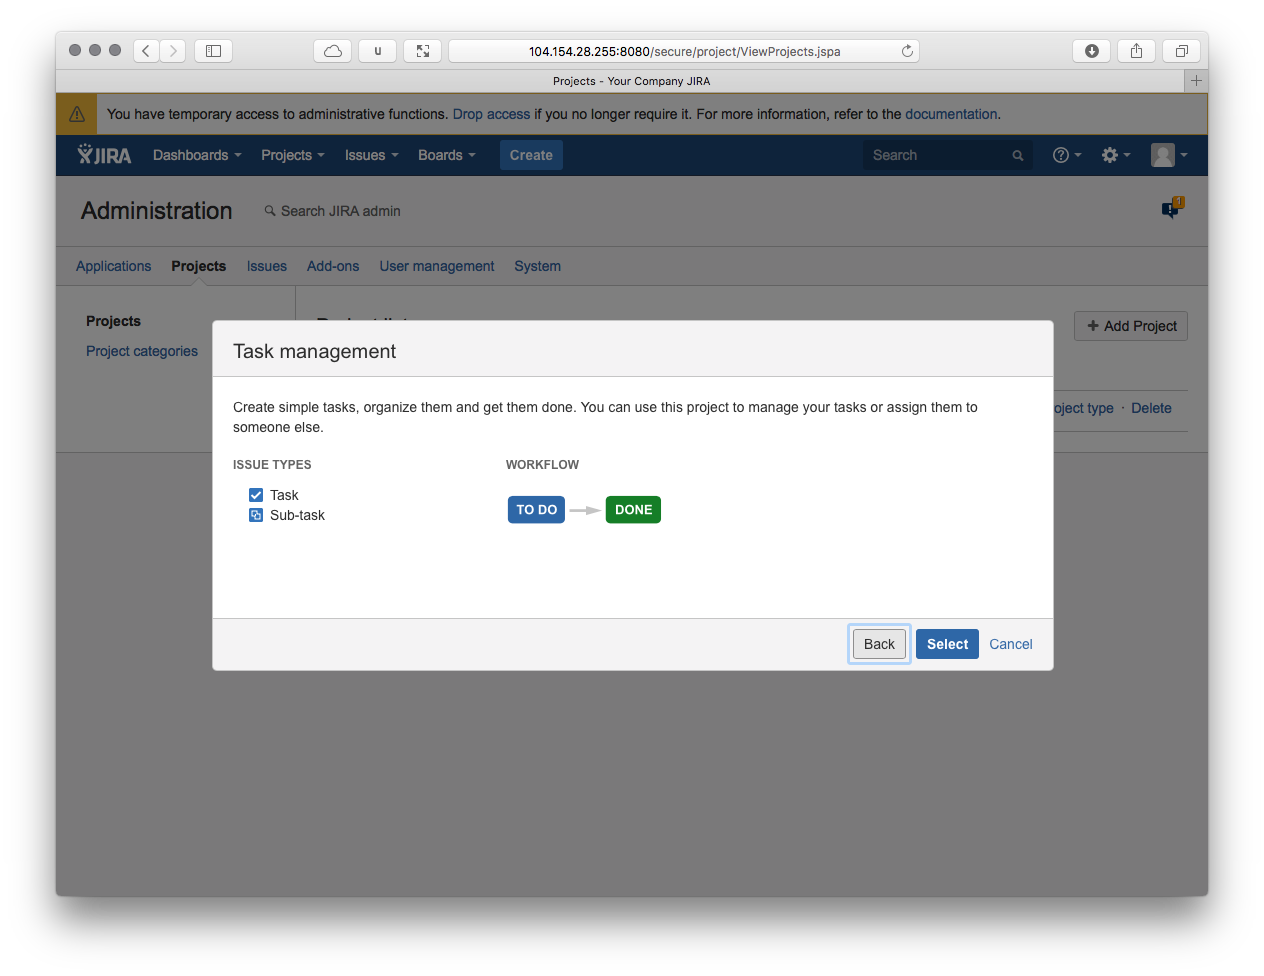 u
104.154.28.255:8080/secure/project/ViewProjects.jspa
Projects - Your Company JIRA
You have temporary access to administrative functions. Drop access if you no longer require it. For more information, refer to the documentation.
JIRA Dashboards Projects Issues Boards Create Search
Administration Search JIRA admin 1
Applications Projects Issues Add-ons User management System
Projects
Add Project
Project categories
Task management
Create simple tasks, organize them and get them done. You can use this project to manage your tasks or assign them to
someone else.
oject type · Delete
ISSUE TYPES WORKFLOW
Task
Sub-task
TO DO DONE
Back Select Cancel